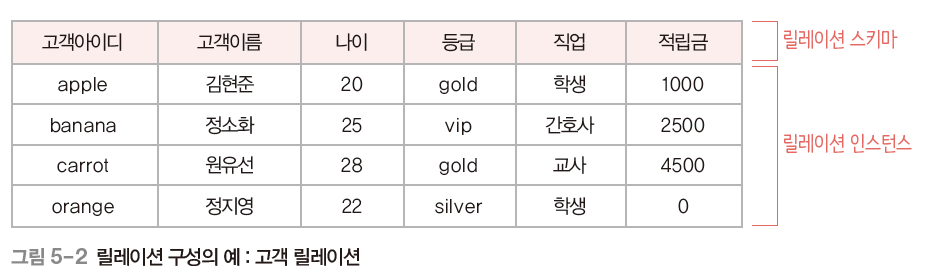 고객아이디 고객이름 나이 등급 직업 적립금 릴레이션 스키마
apple 김현준 20 gold 학생 1000
banana 정소화 25 vip 간호사 2500
릴레이션 인스턴스
carrot 원유선 28 gold 교사 4500
orange 정지영 22 silver 학생 0
그림 5-2 릴레이션 구성의 예 : 고객 릴레이션